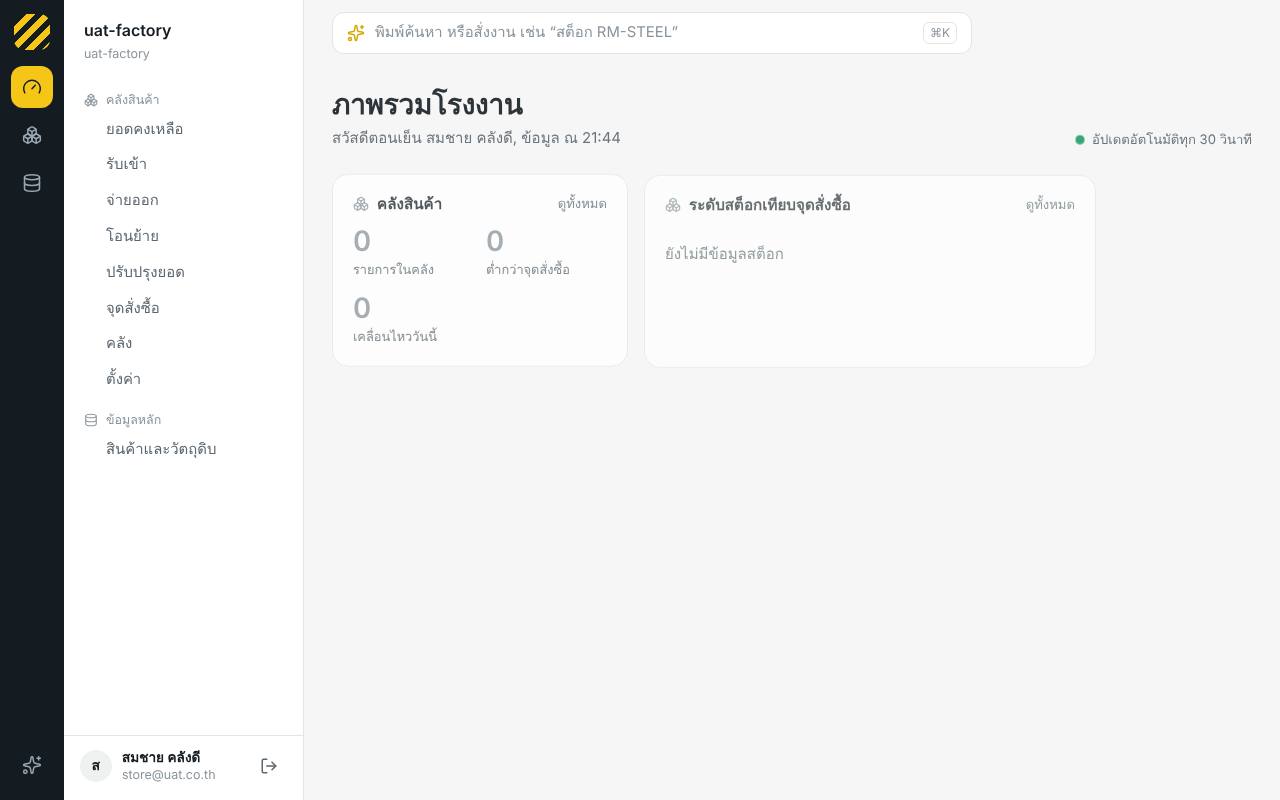 uat-factory
uat-factory
คลังสินค้า
ยอดคงเหลือ
รับเข้า
จ่ายออก
โอนย้าย
ปรับปรุงยอด
จุดสั่งซื้อ
คลัง
ตั้งค่า
ข้อมูลหลัก
สินค้าและวัตถุดิบ
ส
สมชาย คลังดี
store@uat.co.th
พิมพ์ค้นหา หรือสั่งงาน เช่น “สต็อก RM-STEEL”
⌘K
ภาพรวมโรงงาน
สวัสดีตอนเย็น สมชาย คลังดี, ข้อมูล ณ 21:44
อัปเดตอัตโนมัติทุก 30 วินาที
คลังสินค้า
ดูทั้งหมด
0
รายการในคลัง
0
ต่ำกว่าจุดสั่งซื้อ
0
เคลื่อนไหววันนี้
ระดับสต็อกเทียบจุดสั่งซื้อ
ดูทั้งหมด
ยังไม่มีข้อมูลสต็อก